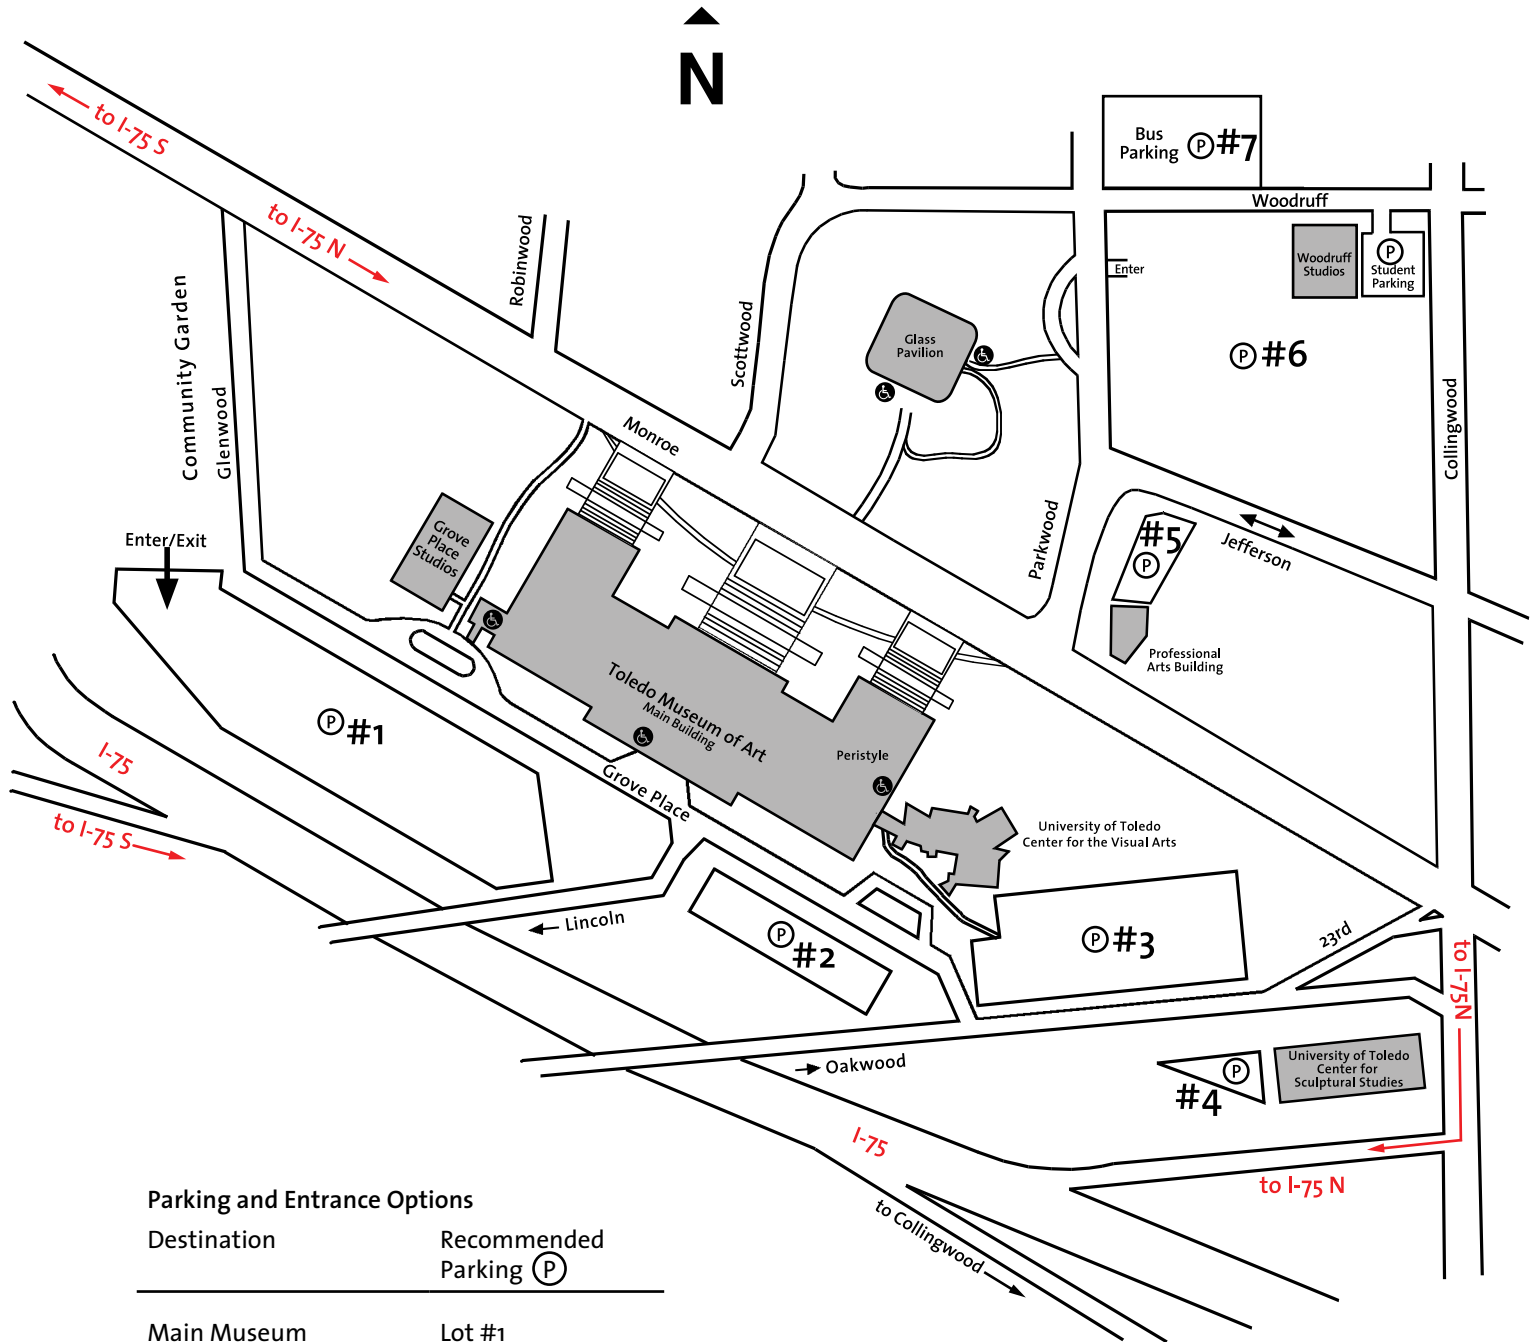 N
to I-75 S
to I-75 N
Bus
Parking P #7
Woodruff
Woodruff
Studios
P
Student
Parking
Enter
P #6
Robinwood
Scottwood
Glass
Pavilion
Collingwood
Community Garden
Glenwood
Monroe
Parkwood
#5
P
Jefferson
Grove
Place
Studios
Enter/Exit
Professional
Arts Building
Toledo Museum of Art
Main Building
Peristyle
P #1
I-75
to I-75 S
Grove Place
University of Toledo
Center for the Visual Arts
Lincoln
P #2
P #3
23rd
to I-75N
Oakwood
P
#4
University of Toledo
Center for
Sculptural Studies
I-75
to I-75 N
to Collingwood
Parking and Entrance Options
Destination Recommended
Parking P
Main Museum Lot #1